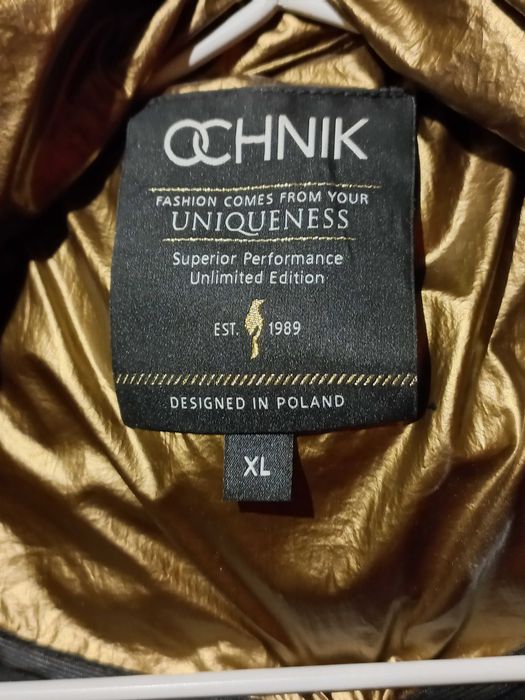 OCHNIK
FASHION COMES FROM YOUR
UNIQUENESS
Superior Performance
Unlimited Edition
EST. 1989
DESIGNED IN POLAND
XL